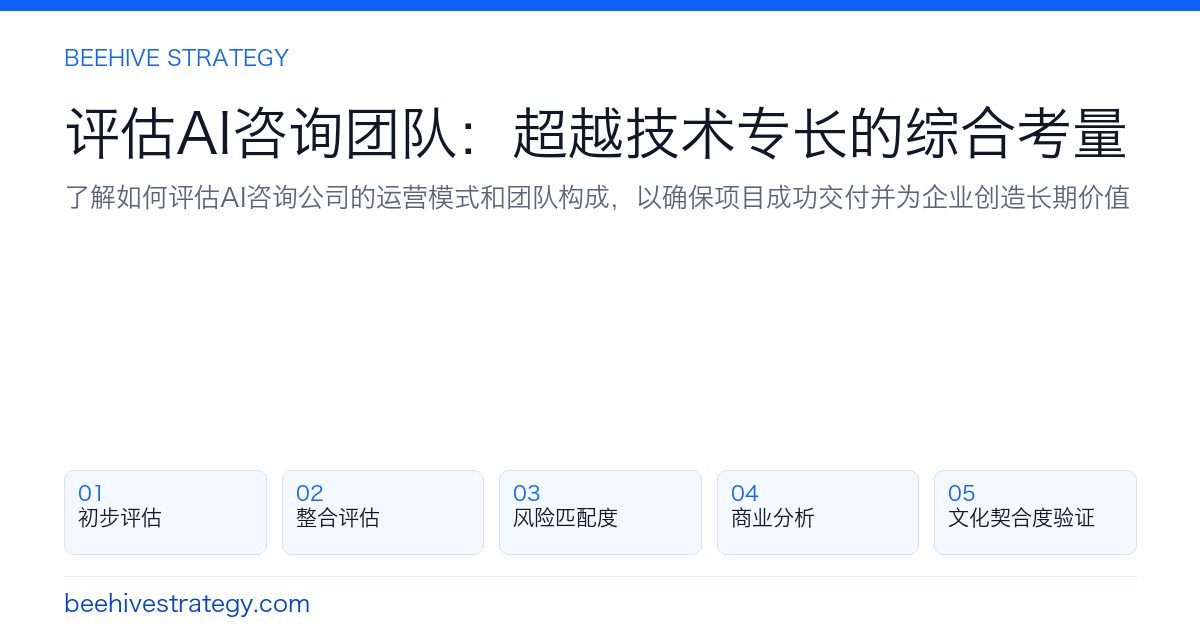 BEEHIVE STRATEGY
评估AI咨询团队：超越技术专长的综合考量
了解如何评估AI咨询公司的运营模式和团队构成，以确保项目成功交付并为企业创造长期价值
01
初步评估
02
整合评估
03
风险匹配度
04
商业分析
05
文化契合度验证
beehivestrategy.com